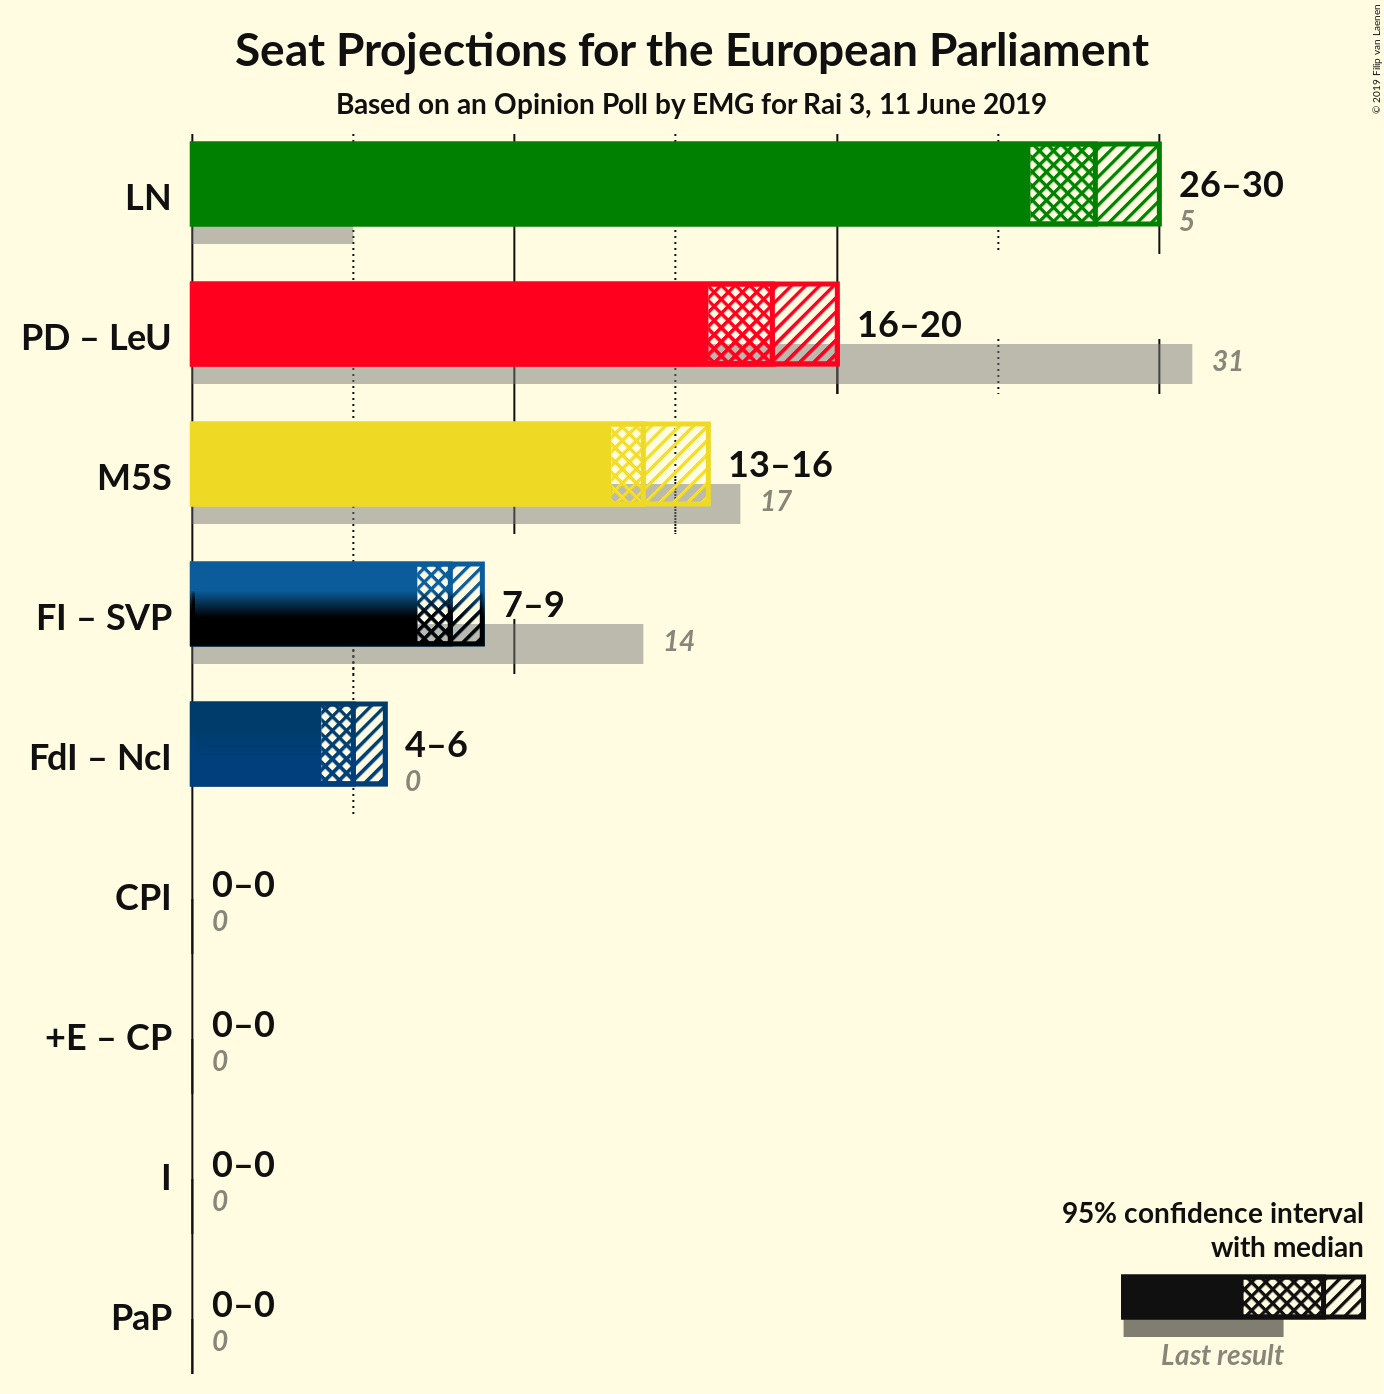 Seat Projections for the European Parliament
Based on an Opinion Poll by EMG for Rai 3, 11 June 2019
© 2019 Filip van Laenen
LN
26–30
5
PD – LeU
16–20
31
M5S
13–16
17
FI – SVP
7–9
14
FdI – NcI
4–6
0
CPI
0–0
0
+E – CP
0–0
0
I
0–0
0
PaP
0–0
0
95% confidence interval
with median
Last result